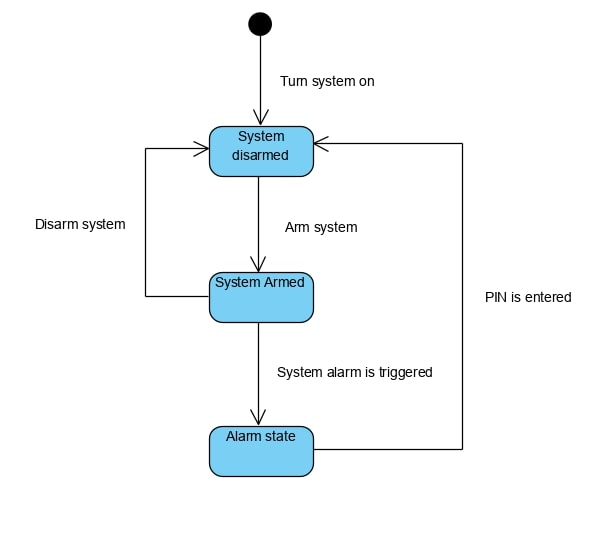 Turn system on
System
disarmed
Disarm system
Arm system
System Armed
PIN is entered
System alarm is triggered
Alarm state